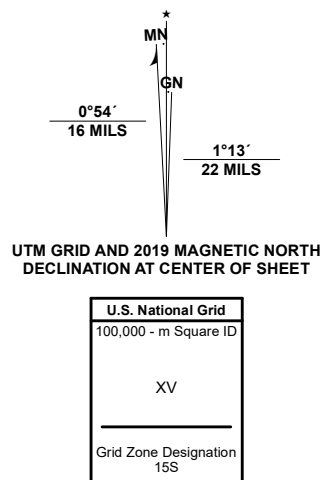 ★
MN
GN
0°54´
16 MILS
1°13´
22 MILS
UTM GRID AND 2019 MAGNETIC NORTH
DECLINATION AT CENTER OF SHEET
U.S. National Grid
100,000 - m Square ID
XV
Grid Zone Designation
15S